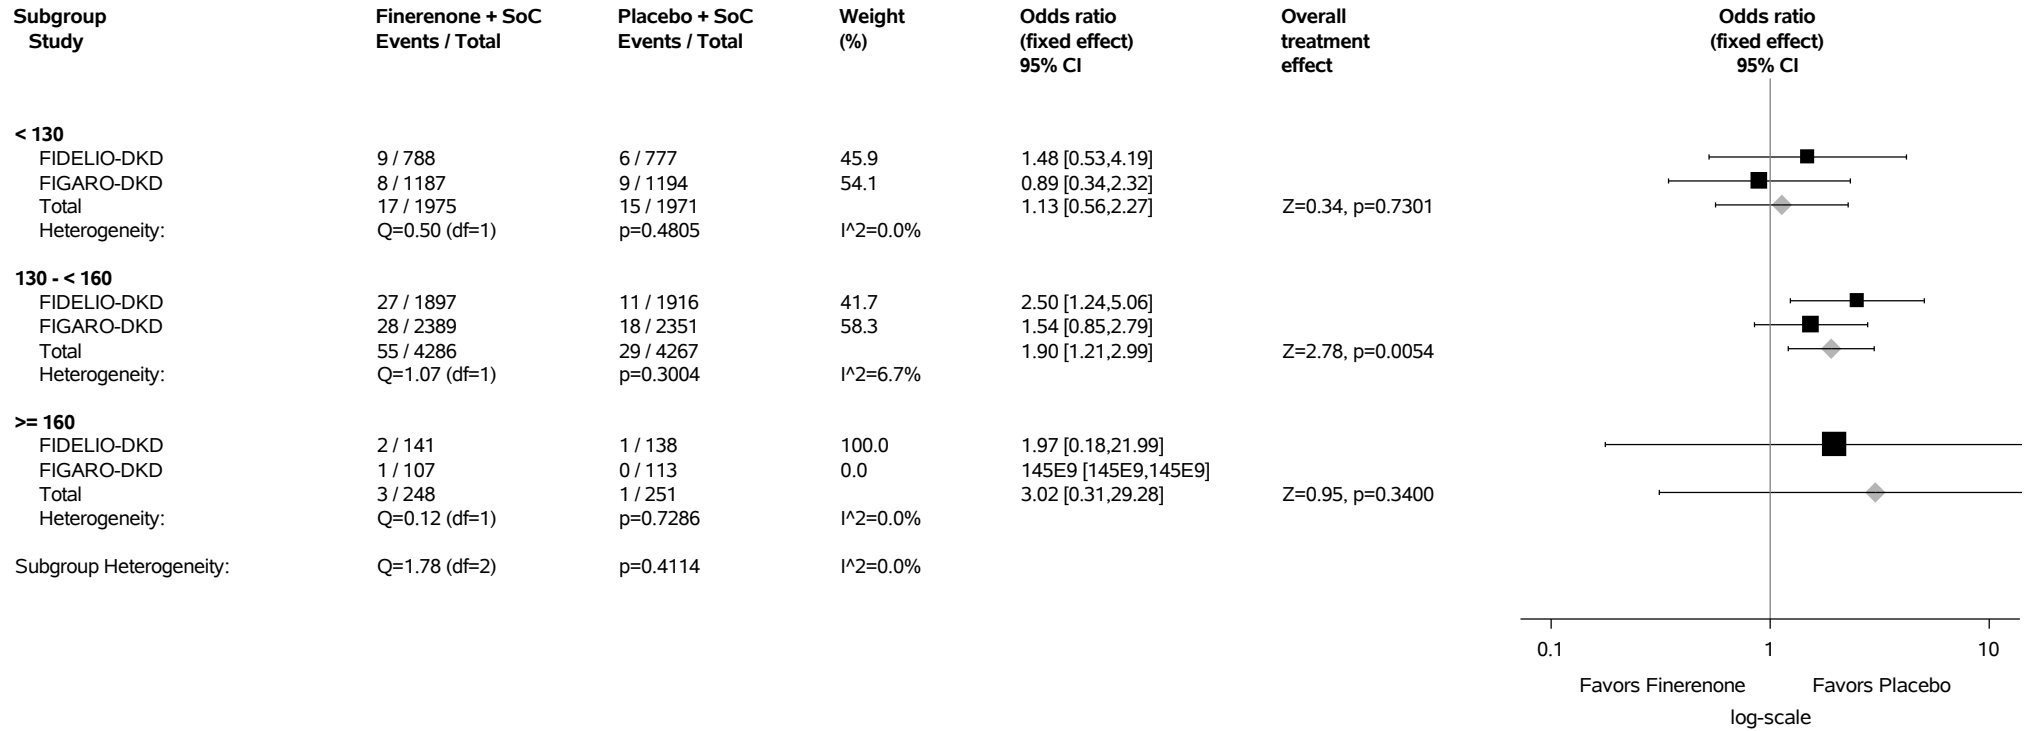 Subgroup Finerenone + SoC Placebo + SoC Weight Odds ratio Overall Odds ratio
Study Events / Total Events / Total (%) (fixed effect) treatment (fixed effect)
95% CI effect 95% CI
< 130
FIDELIO-DKD 9 / 788 6 / 777 45.9 1.48 [0.53,4.19]
FIGARO-DKD 8 / 1187 9 / 1194 54.1 0.89 [0.34,2.32]
Total 17 / 1975 15 / 1971 1.13 [0.56,2.27] Z=0.34, p=0.7301
Heterogeneity: Q=0.50 (df=1) p=0.4805 I^2=0.0%
130 - < 160
FIDELIO-DKD 27 / 1897 11 / 1916 41.7 2.50 [1.24,5.06]
FIGARO-DKD 28 / 2389 18 / 2351 58.3 1.54 [0.85,2.79]
Total 55 / 4286 29 / 4267 1.90 [1.21,2.99] Z=2.78, p=0.0054
Heterogeneity: Q=1.07 (df=1) p=0.3004 I^2=6.7%
>= 160
FIDELIO-DKD 2 / 141 1 / 138 100.0 1.97 [0.18,21.99]
FIGARO-DKD 1 / 107 0 / 113 0.0 145E9 [145E9,145E9]
Total 3 / 248 1 / 251 3.02 [0.31,29.28] Z=0.95, p=0.3400
Heterogeneity: Q=0.12 (df=1) p=0.7286 I^2=0.0%
Subgroup Heterogeneity: Q=1.78 (df=2) p=0.4114 I^2=0.0%
0.1 1 10
Favors Finerenone Favors Placebo
log-scale